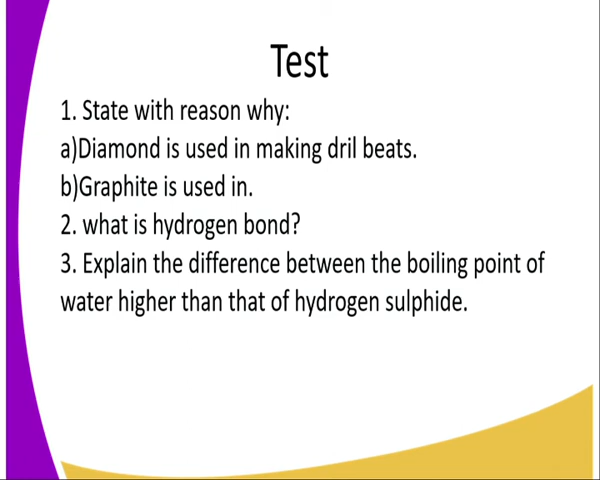 Test
1. State with reason why:
a)Diamond is used in making dril beats.
b)Graphite is used in.
2. what is hydrogen bond?
3. Explain the difference between the boiling point of
water higher than that of hydrogen sulphide.